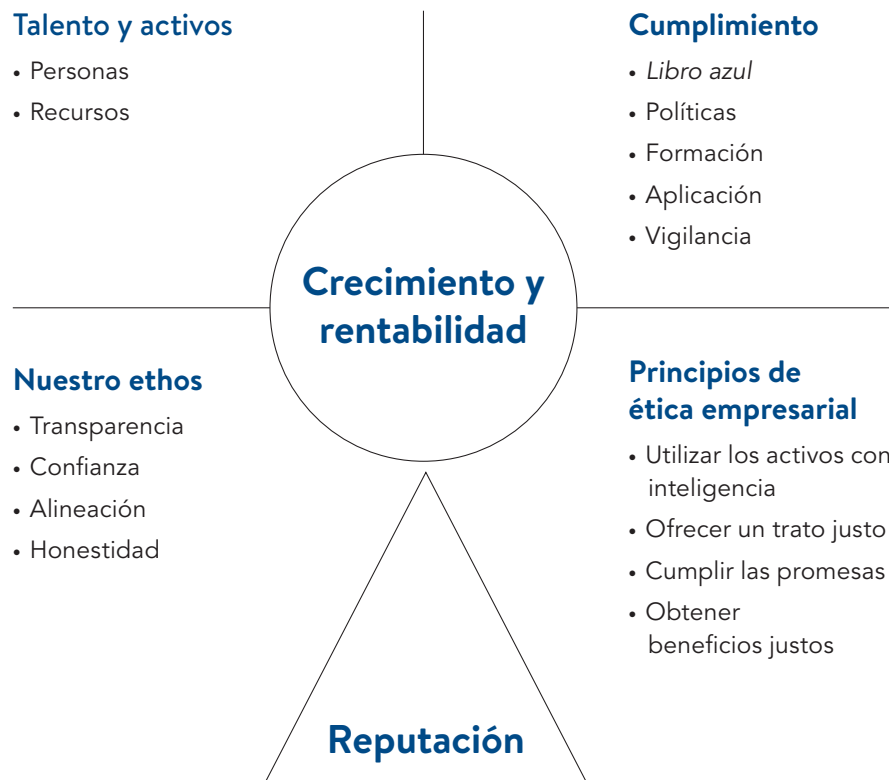 Talento y activos
• Personas
• Recursos
Cumplimiento
• Libro azul
• Políticas
• Formación
• Aplicación
• Vigilancia
Crecimiento y
rentabilidad
Nuestro ethos
• Transparencia
• Confianza
• Alineación
• Honestidad
Principios de
ética empresarial
• Utilizar los activos con
inteligencia
• Ofrecer un trato justo
• Cumplir las promesas
• Obtener
beneficios justos
Reputación